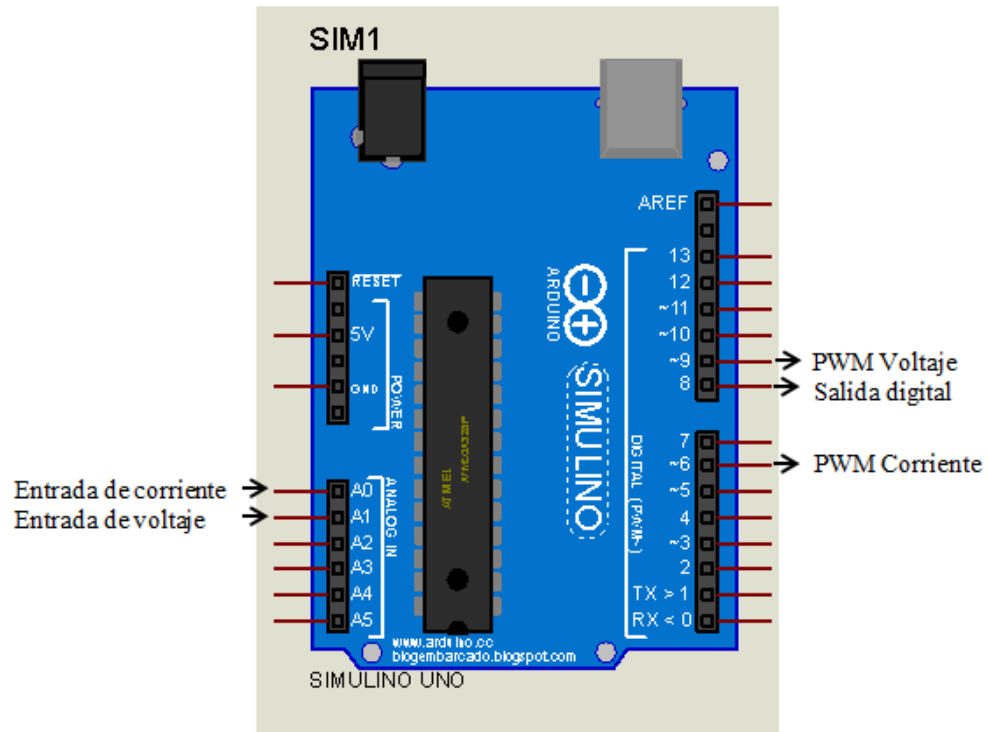 SIM1
AREF
13
12
~11
~10
~9
8
PWM Voltaje
Salida digital
7
~6
PWM Corriente
~5
4
~3
2
TX > 1
RX < 0
DIGITAL (PWM~)
ARDUINO
SIMULINO
RESET
5V
GND
POWER
Entrada de corriente
Entrada de voltaje
A0
A1
A2
A3
A4
A5
ANALOG IN
ATMEL
ATMEGA328P
www.arduino.cc
blogembarcado.blogspot.com
SIMULINO UNO